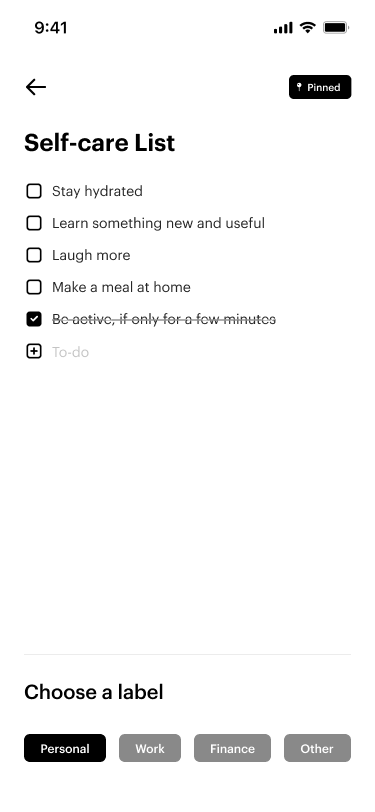 9:41
Pinned
Self-care List
Stay hydrated
Learn something new and useful
Laugh more
Make a meal at home
Be active, if only for a few minutes
To-do
Choose a label
Personal Work Finance Other